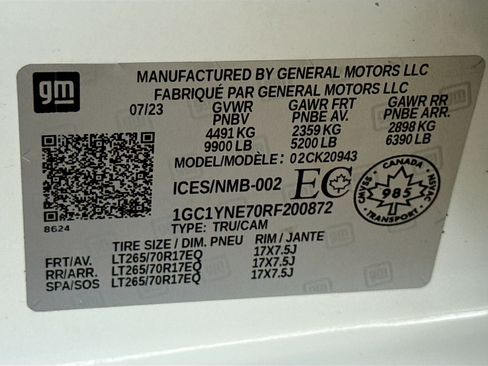 gm
MANUFACTURED BY GENERAL MOTORS LLC
FABRIQUÉ PAR GENERAL MOTORS LLC
07/23 GVWR GAWR FRT GAWR RR
PNBV PNBE AV. PNBE ARR.
4491 KG 2359 KG 2898 KG
9900 LB 5200 LB 6390 LB
MODEL/MODÈLE: 02CK20943
ICES/NMB-002 EC
CANADA
985
TRANSPORT
1GC1YNE70RF200872
8624
TYPE: TRU/CAM
TIRE SIZE / DIM. PNEU RIM / JANTE
FRT/AV. LT265/70R17EQ 17X7.5J
RR/ARR. LT265/70R17EQ 17X7.5J
SPA/SOS LT265/70R17EQ 17X7.5J